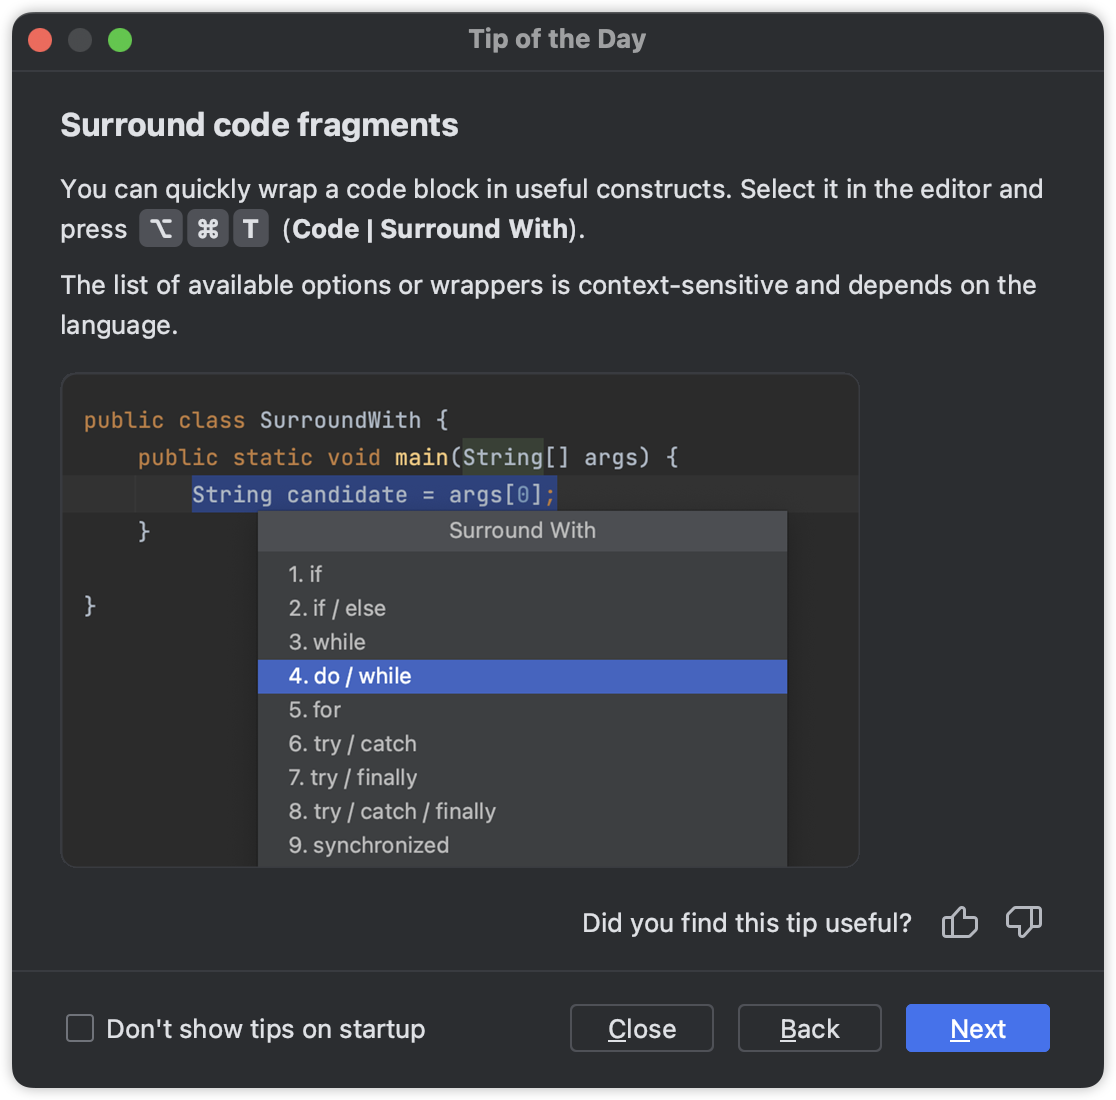 Tip of the Day
Surround code fragments
You can quickly wrap a code block in useful constructs. Select it in the editor and
press ⌥ ⌘ T (Code | Surround With).
The list of available options or wrappers is context-sensitive and depends on the
language.
public class SurroundWith {
public static void main(String[] args) {
String candidate = args[0];
}
Surround With
1. if
2. if / else
}
3. while
4. do / while
5. for
6. try / catch
7. try / finally
8. try / catch / finally
9. synchronized
Did you find this tip useful?
Don't show tips on startup
Close
Back
Next